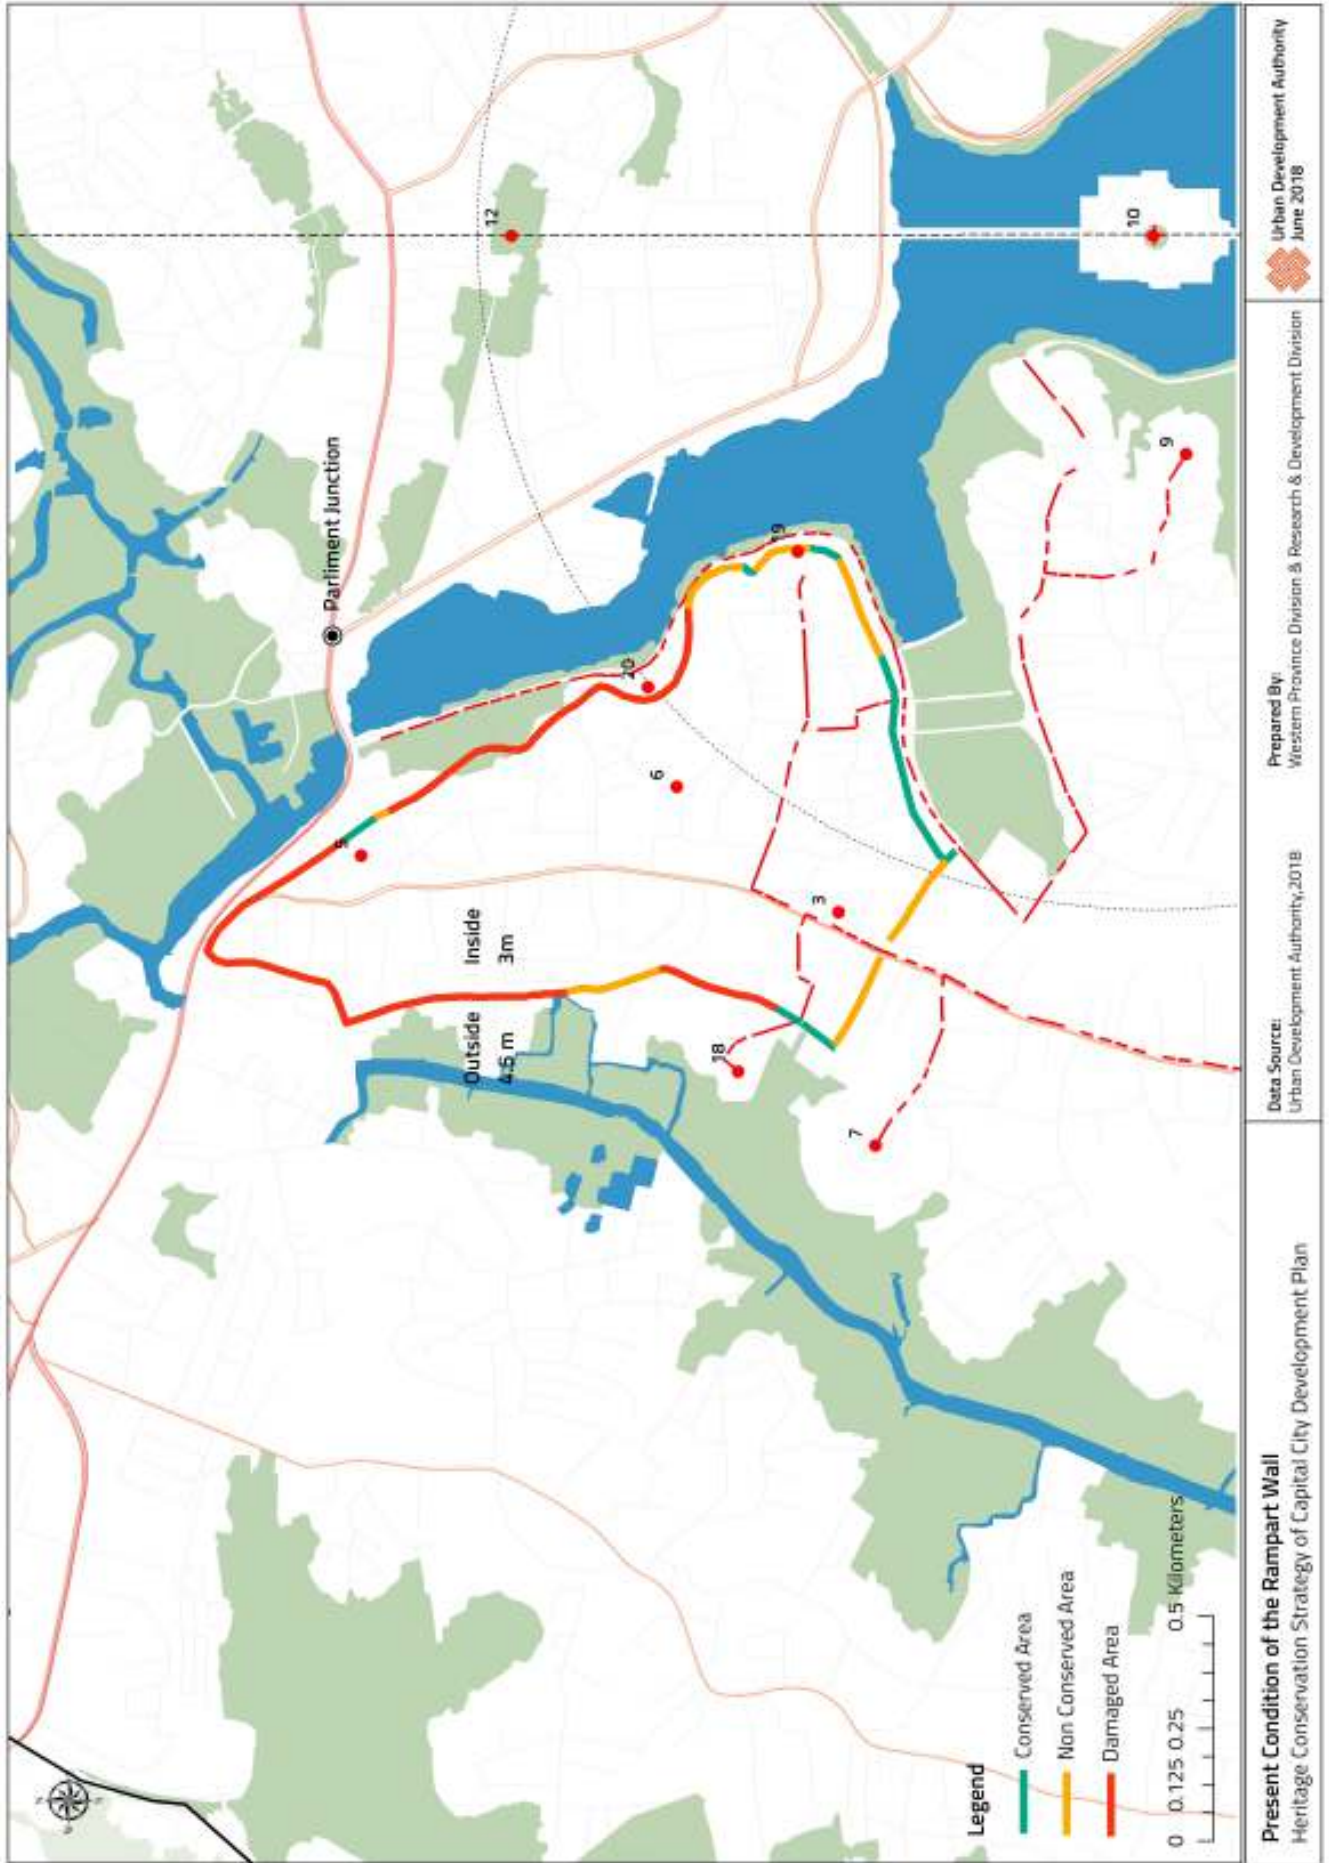 Parliment Junction
12
10
5
20
19
9
6
Inside
3m
Outside
4.5 m
3
18
7
Legend
Conserved Area
Non Conserved Area
Damaged Area
0 0.125 0.25 0.5 Kilometers
Present Condition of the Rampart Wall
Heritage Conservation Strategy of Capital City Development Plan
Data Source:
Urban Development Authority,2018
Prepared By:
Western Province Division & Research & Development Division
Urban Development Authority
June 2018